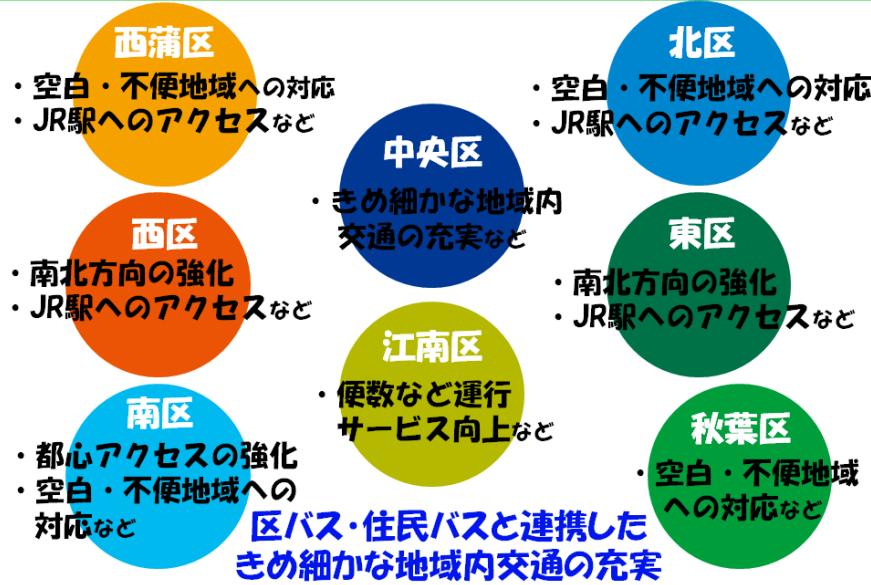 西蒲区
・空白・不便地域への対応
・JR駅へのアクセスなど
北区
・空白・不便地域への対応
・JR駅へのアクセスなど
中央区
・きめ細かな地域内
交通の充実など
西区
・南北方向の強化
・JR駅へのアクセスなど
東区
・南北方向の強化
・JR駅へのアクセスなど
江南区
・便数など運行
サービス向上など
南区
・都心アクセスの強化
・空白・不便地域への
対応など
秋葉区
・空白・不便地域
への対応など
区バス・住民バスと連携した
きめ細かな地域内交通の充実